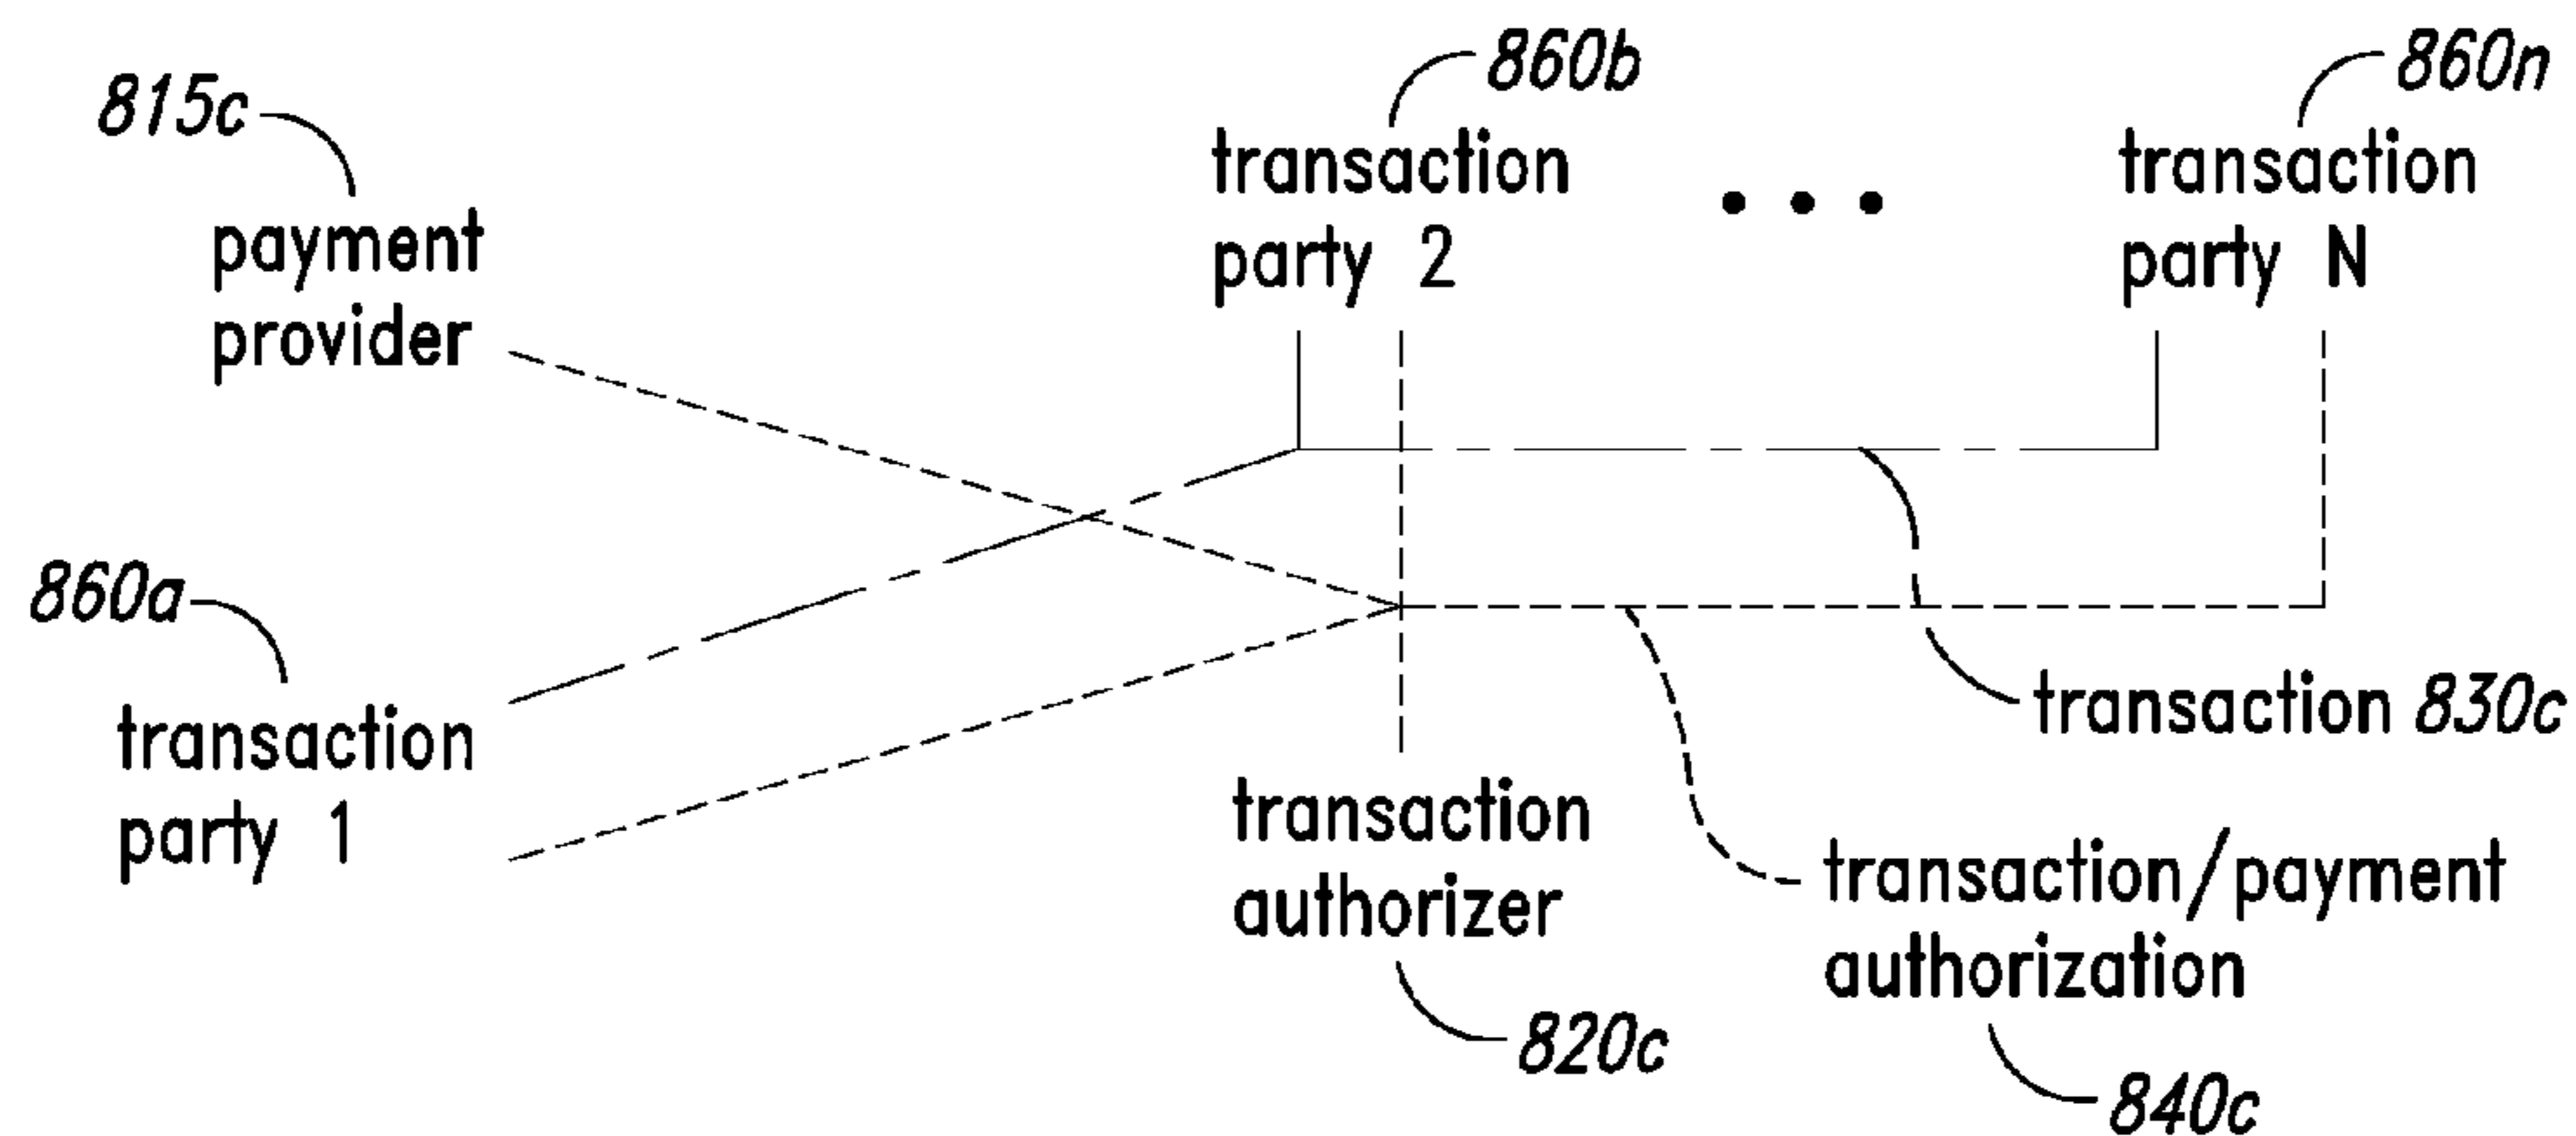 815c
payment
provider
860b
transaction
party 2
860n
transaction
party N
860a
transaction
party 1
transaction 830c
transaction
authorizer
820c
transaction/payment
authorization
840c